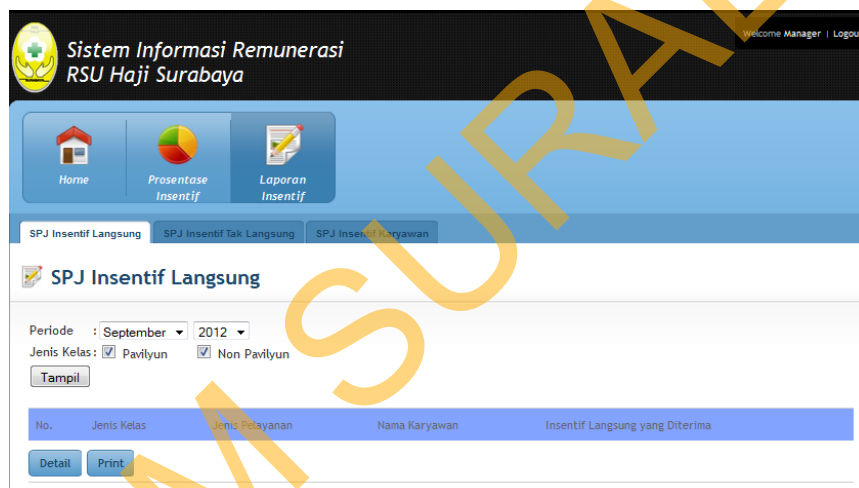 Welcome Manager | Logou
Sistem Informasi Remunerasi
RSU Haji Surabaya
Home
Prosentase Insentif
Laporan Insentif
SPJ Insentif Langsung SPJ Insentif Tak Langsung SPJ Insentif Karyawan
SPJ Insentif Langsung
Periode : September 2012
Jenis Kelas : Pavilyun Non Pavilyun
Tampil
No. Jenis Kelas Jenis Pelayanan Nama Karyawan Insentif Langsung yang Diterima
Detail Print
M SURA